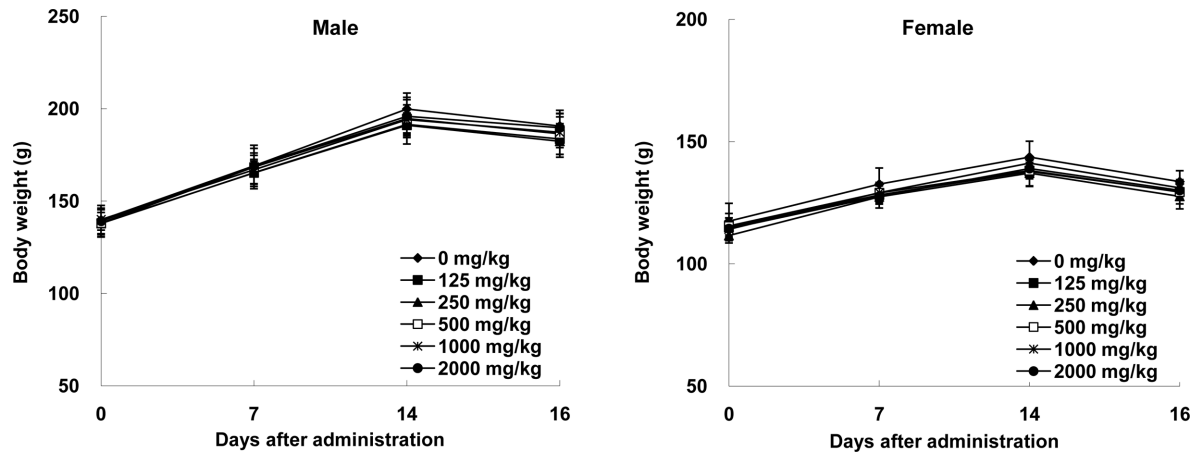 Male
Body weight (g)
250
200
150
100
50
0 mg/kg
125 mg/kg
250 mg/kg
500 mg/kg
1000 mg/kg
2000 mg/kg
0 7 14 16
Days after administration
Female
Body weight (g)
200
150
100
50
0 mg/kg
125 mg/kg
250 mg/kg
500 mg/kg
1000 mg/kg
2000 mg/kg
0 7 14 16
Days after administration